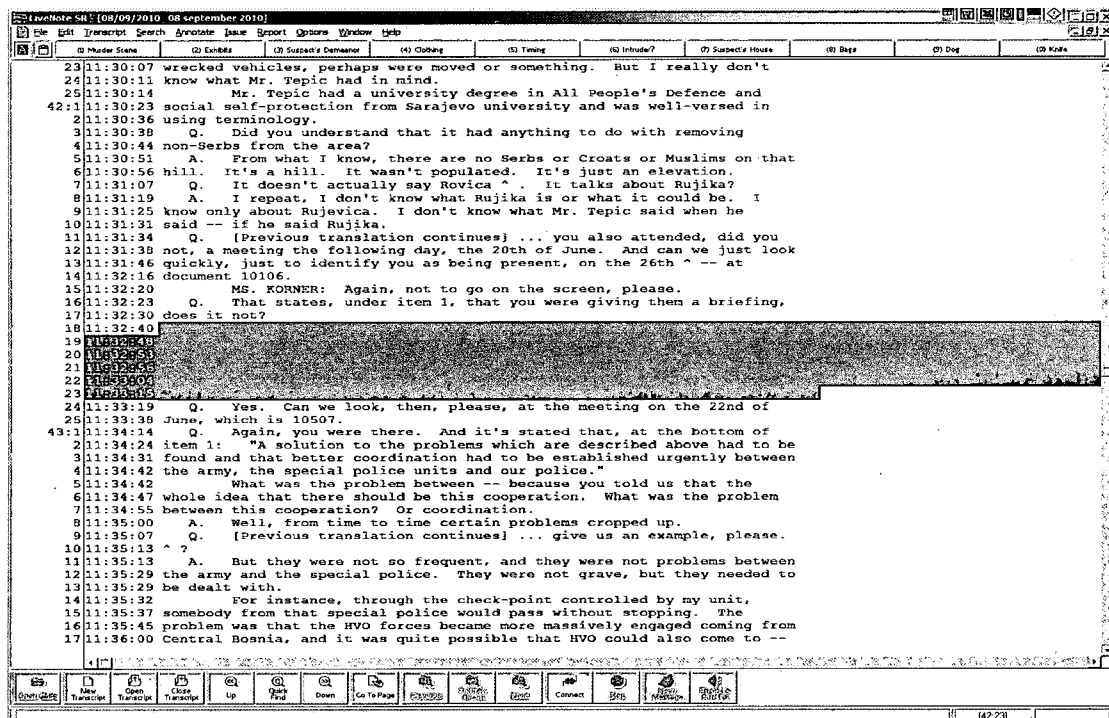 LiveNote SR - [08/09/2010 08 september 2010]
File Edit Transcript Search Annotate Issue Report Options Window Help
(1) Murder Scene (2) Exhibits (3) Suspect's Demeanor (4) Clothing (5) Timing (6) Intruder? (7) Suspect's House (8) Bags (9) Dog (0) Knife
23 11:30:07 wrecked vehicles, perhaps were moved or something. But I really don't
24 11:30:11 know what Mr. Tepic had in mind.
25 11:30:14 Mr. Tepic had a university degree in All People's Defence and
42:1 11:30:23 social self-protection from Sarajevo university and was well-versed in
2 11:30:36 using terminology.
3 11:30:38 Q. Did you understand that it had anything to do with removing
4 11:30:44 non-Serbs from the area?
5 11:30:51 A. From what I know, there are no Serbs or Croats or Muslims on that
6 11:30:56 hill. It's a hill. It wasn't populated. It's just an elevation.
7 11:31:07 Q. It doesn't actually say Rovica ^ . It talks about Rujika?
8 11:31:19 A. I repeat, I don't know what Rujika is or what it could be. I
9 11:31:25 know only about Rujevica. I don't know what Mr. Tepic said when he
10 11:31:31 said -- if he said Rujika.
11 11:31:34 Q. [Previous translation continues] ... you also attended, did you
12 11:31:38 not, a meeting the following day, the 20th of June. And can we just look
13 11:31:46 quickly, just to identify you as being present, on the 26th ^ -- at
14 11:32:16 document 10106.
15 11:32:20 MS. KORNER: Again, not to go on the screen, please.
16 11:32:23 Q. That states, under item 1, that you were giving them a briefing,
17 11:32:30 does it not?
18 11:32:40
19 11:32:48
20 11:32:53
21 11:32:56
22 11:33:04
23 11:33:15
24 11:33:19 Q. Yes. Can we look, then, please, at the meeting on the 22nd of
25 11:33:38 June, which is 10507.
43:1 11:34:14 Q. Again, you were there. And it's stated that, at the bottom of
2 11:34:24 item 1: "A solution to the problems which are described above had to be
3 11:34:31 found and that better coordination had to be established urgently between
4 11:34:42 the army, the special police units and our police."
5 11:34:42 What was the problem between -- because you told us that the
6 11:34:47 whole idea that there should be this cooperation. What was the problem
7 11:34:55 between this cooperation? Or coordination.
8 11:35:00 A. Well, from time to time certain problems cropped up.
9 11:35:07 Q. [Previous translation continues] ... give us an example, please.
10 11:35:13 ^ ?
11 11:35:13 A. But they were not so frequent, and they were not problems between
12 11:35:29 the army and the special police. They were not grave, but they needed to
13 11:35:29 be dealt with.
14 11:35:32 For instance, through the check-point controlled by my unit,
15 11:35:37 somebody from that special police would pass without stopping. The
16 11:35:45 problem was that the HVO forces became more massively engaged coming from
17 11:36:00 Central Bosnia, and it was quite possible that HVO could also come to --
Open Case New Transcript Open Transcript Close Transcript Up Quick Find Down Go To Page Previous Next Connect
[42:23]